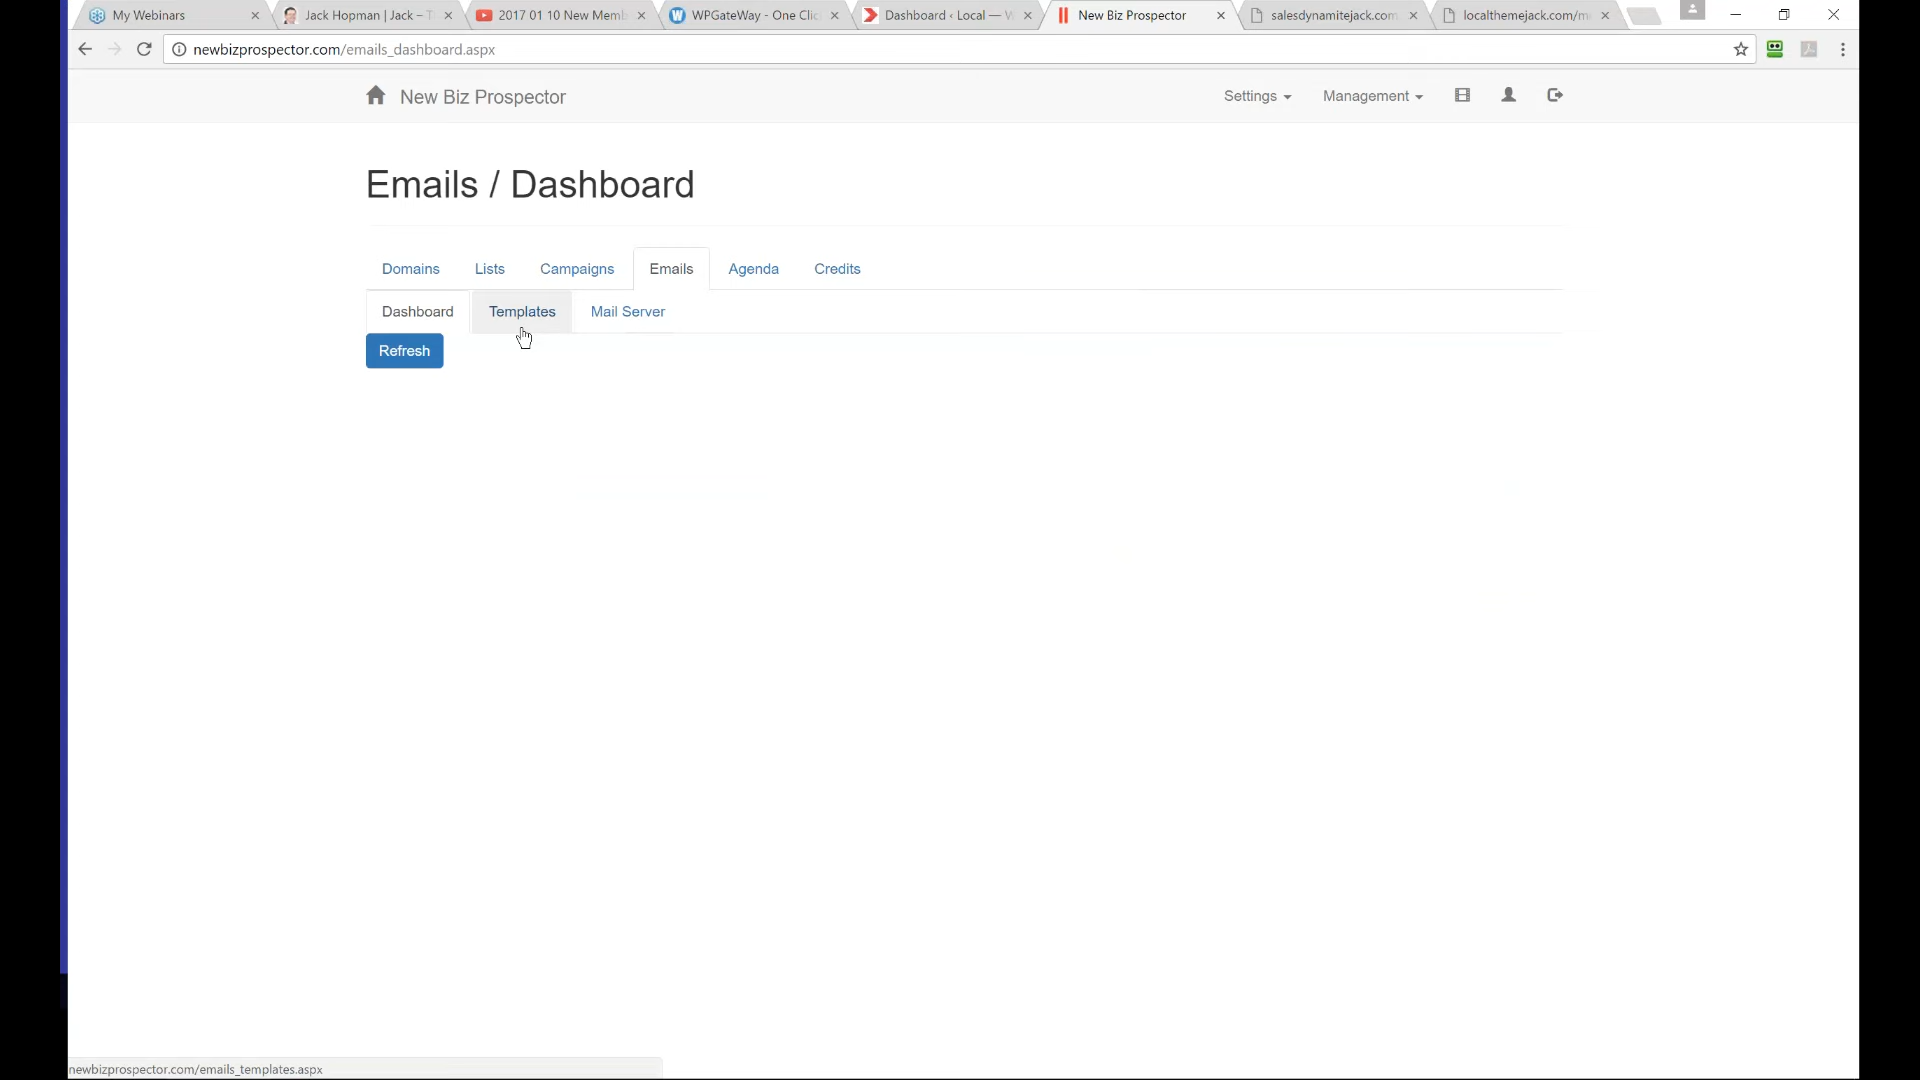 My Webinars
Jack Hopman | Jack – T
2017 01 10 New Memb
WPGateWay - One Clic
Dashboard ‹ Local — W
New Biz Prospector
salesdynamitejack.com
localthemejack.com/m
newbizprospector.com/emails_dashboard.aspx
New Biz Prospector
Settings
Management
Emails / Dashboard
Domains
Lists
Campaigns
Emails
Agenda
Credits
Dashboard
Templates
Mail Server
Refresh
newbizprospector.com/emails_templates.aspx